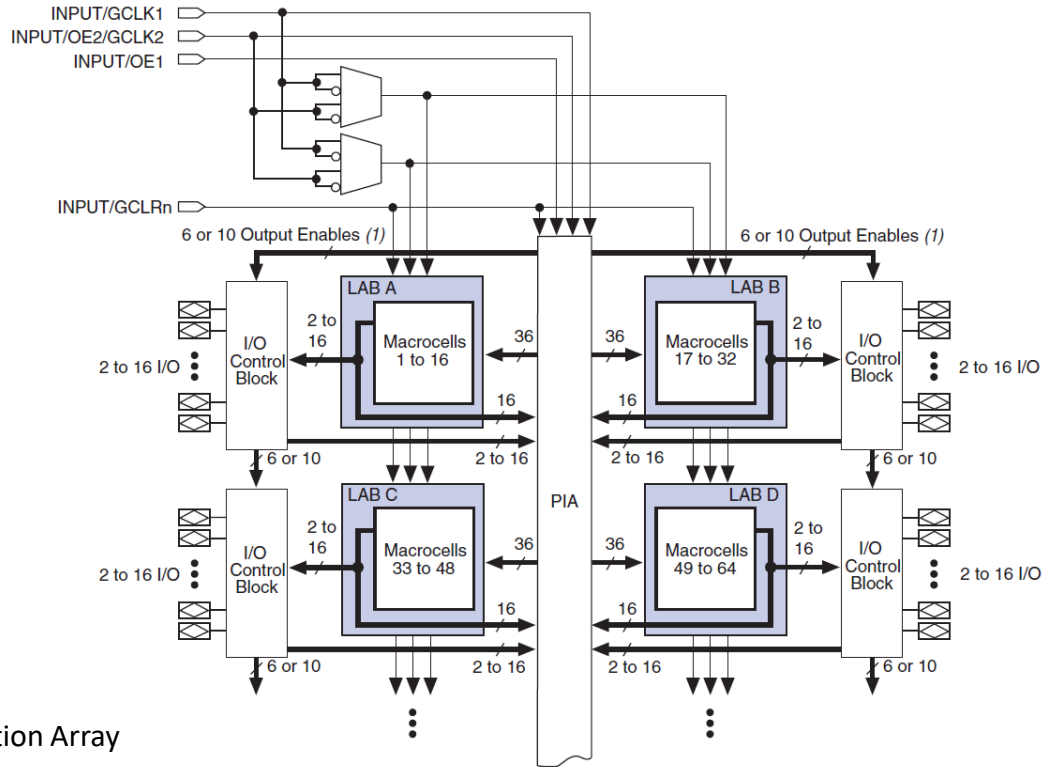 INPUT/GCLK1
INPUT/OE2/GCLK2
INPUT/OE1
INPUT/GCLRn
6 or 10 Output Enables (1)
6 or 10 Output Enables (1)
LAB A
LAB B
2 to
16
36
36
2 to
16
I/O
Control
Block
Macrocells
1 to 16
Macrocells
17 to 32
I/O
Control
Block
2 to 16 I/O
2 to 16 I/O
16
16
6 or 10
2 to 16
2 to 16
6 or 10
PIA
LAB C
LAB D
2 to
16
36
36
2 to
16
I/O
Control
Block
Macrocells
33 to 48
Macrocells
49 to 64
I/O
Control
Block
2 to 16 I/O
2 to 16 I/O
16
16
6 or 10
2 to 16
2 to 16
6 or 10
tion Array